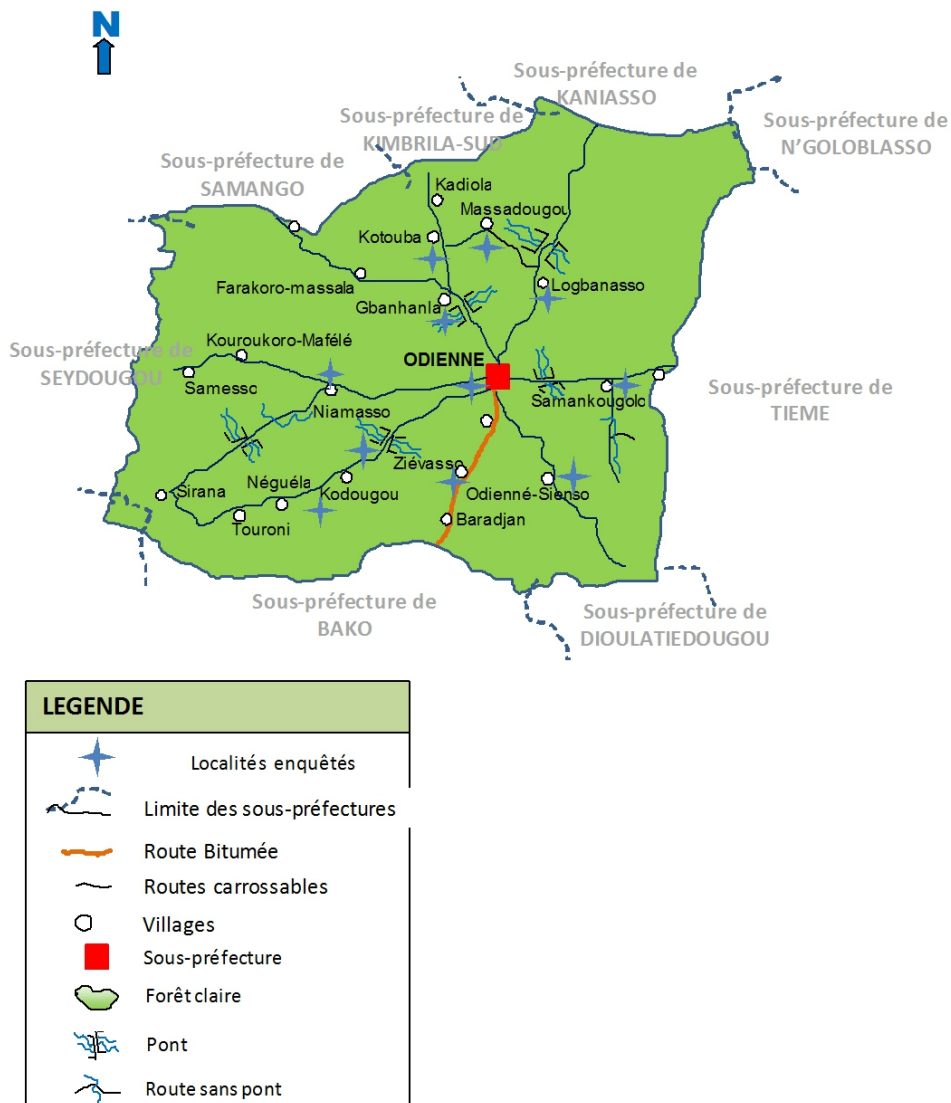 N
Sous-préfecture de
KANIASSO
Sous-préfecture de
KIMBRILA-SUD
Sous-préfecture de
N'GOLOBLASSO
Sous-préfecture de
SAMANGO
Kadiola
Massadougou
Kotouba
Farakoro-massala
Logbanasso
Gbanhanla
Kouroukoro-Mafélé
ODIENNE
Sous-préfecture de
SEYDOUGOU
Samesso
Niamasso
Samankougolo
Sous-préfecture de
TIEME
Ziévasso
Sirana
Néguéla
Kodougou
Odienné-Sienso
Touroni
Baradjan
Sous-préfecture de
BAKO
Sous-préfecture de
DIOULATIEDOUGOU
LEGENDE
Localités enquêtés
Limite des sous-préfectures
Route Bitumée
Routes carrossables
Villages
Sous-préfecture
Forêt claire
Pont
Route sans pont